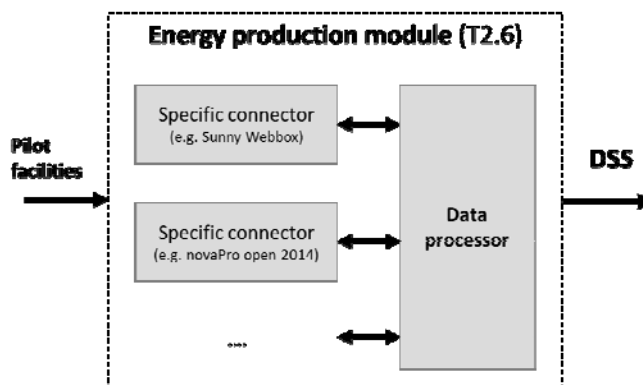 Energy production module (T2.6)
Specific connector
(e.g. Sunny Webbox)
Pilot
facilities
DSS
Data
processor
Specific connector
(e.g. novaPro open 2014)
....